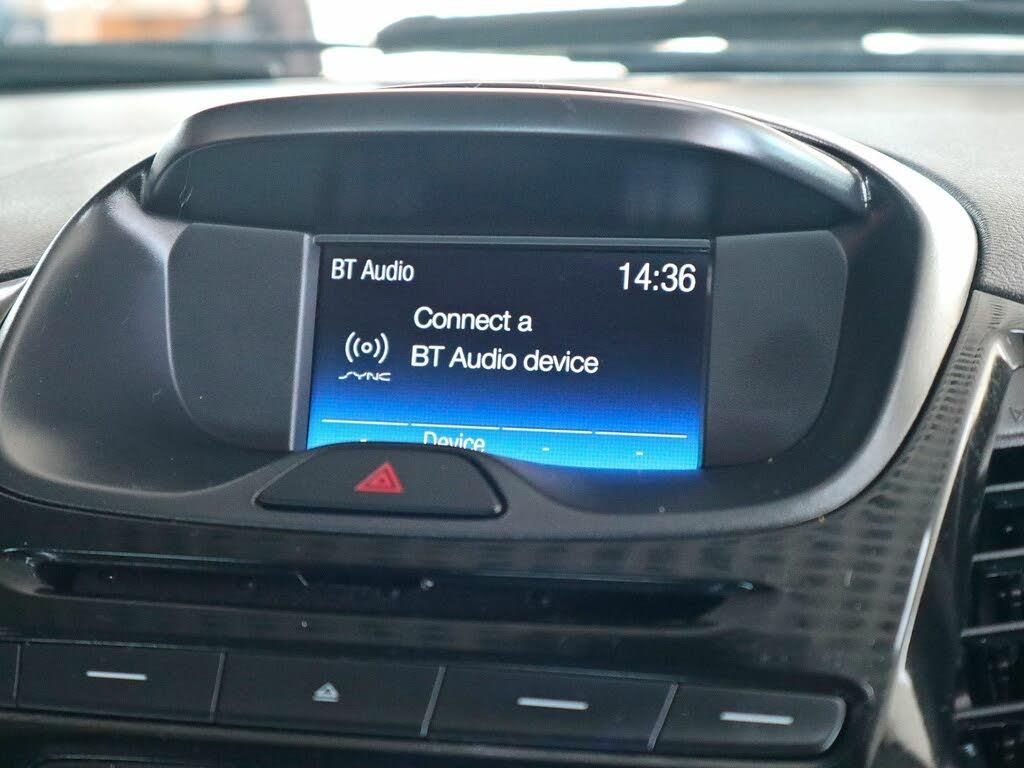 BT Audio
14:36
Connect a
BT Audio device
SYNC
Device